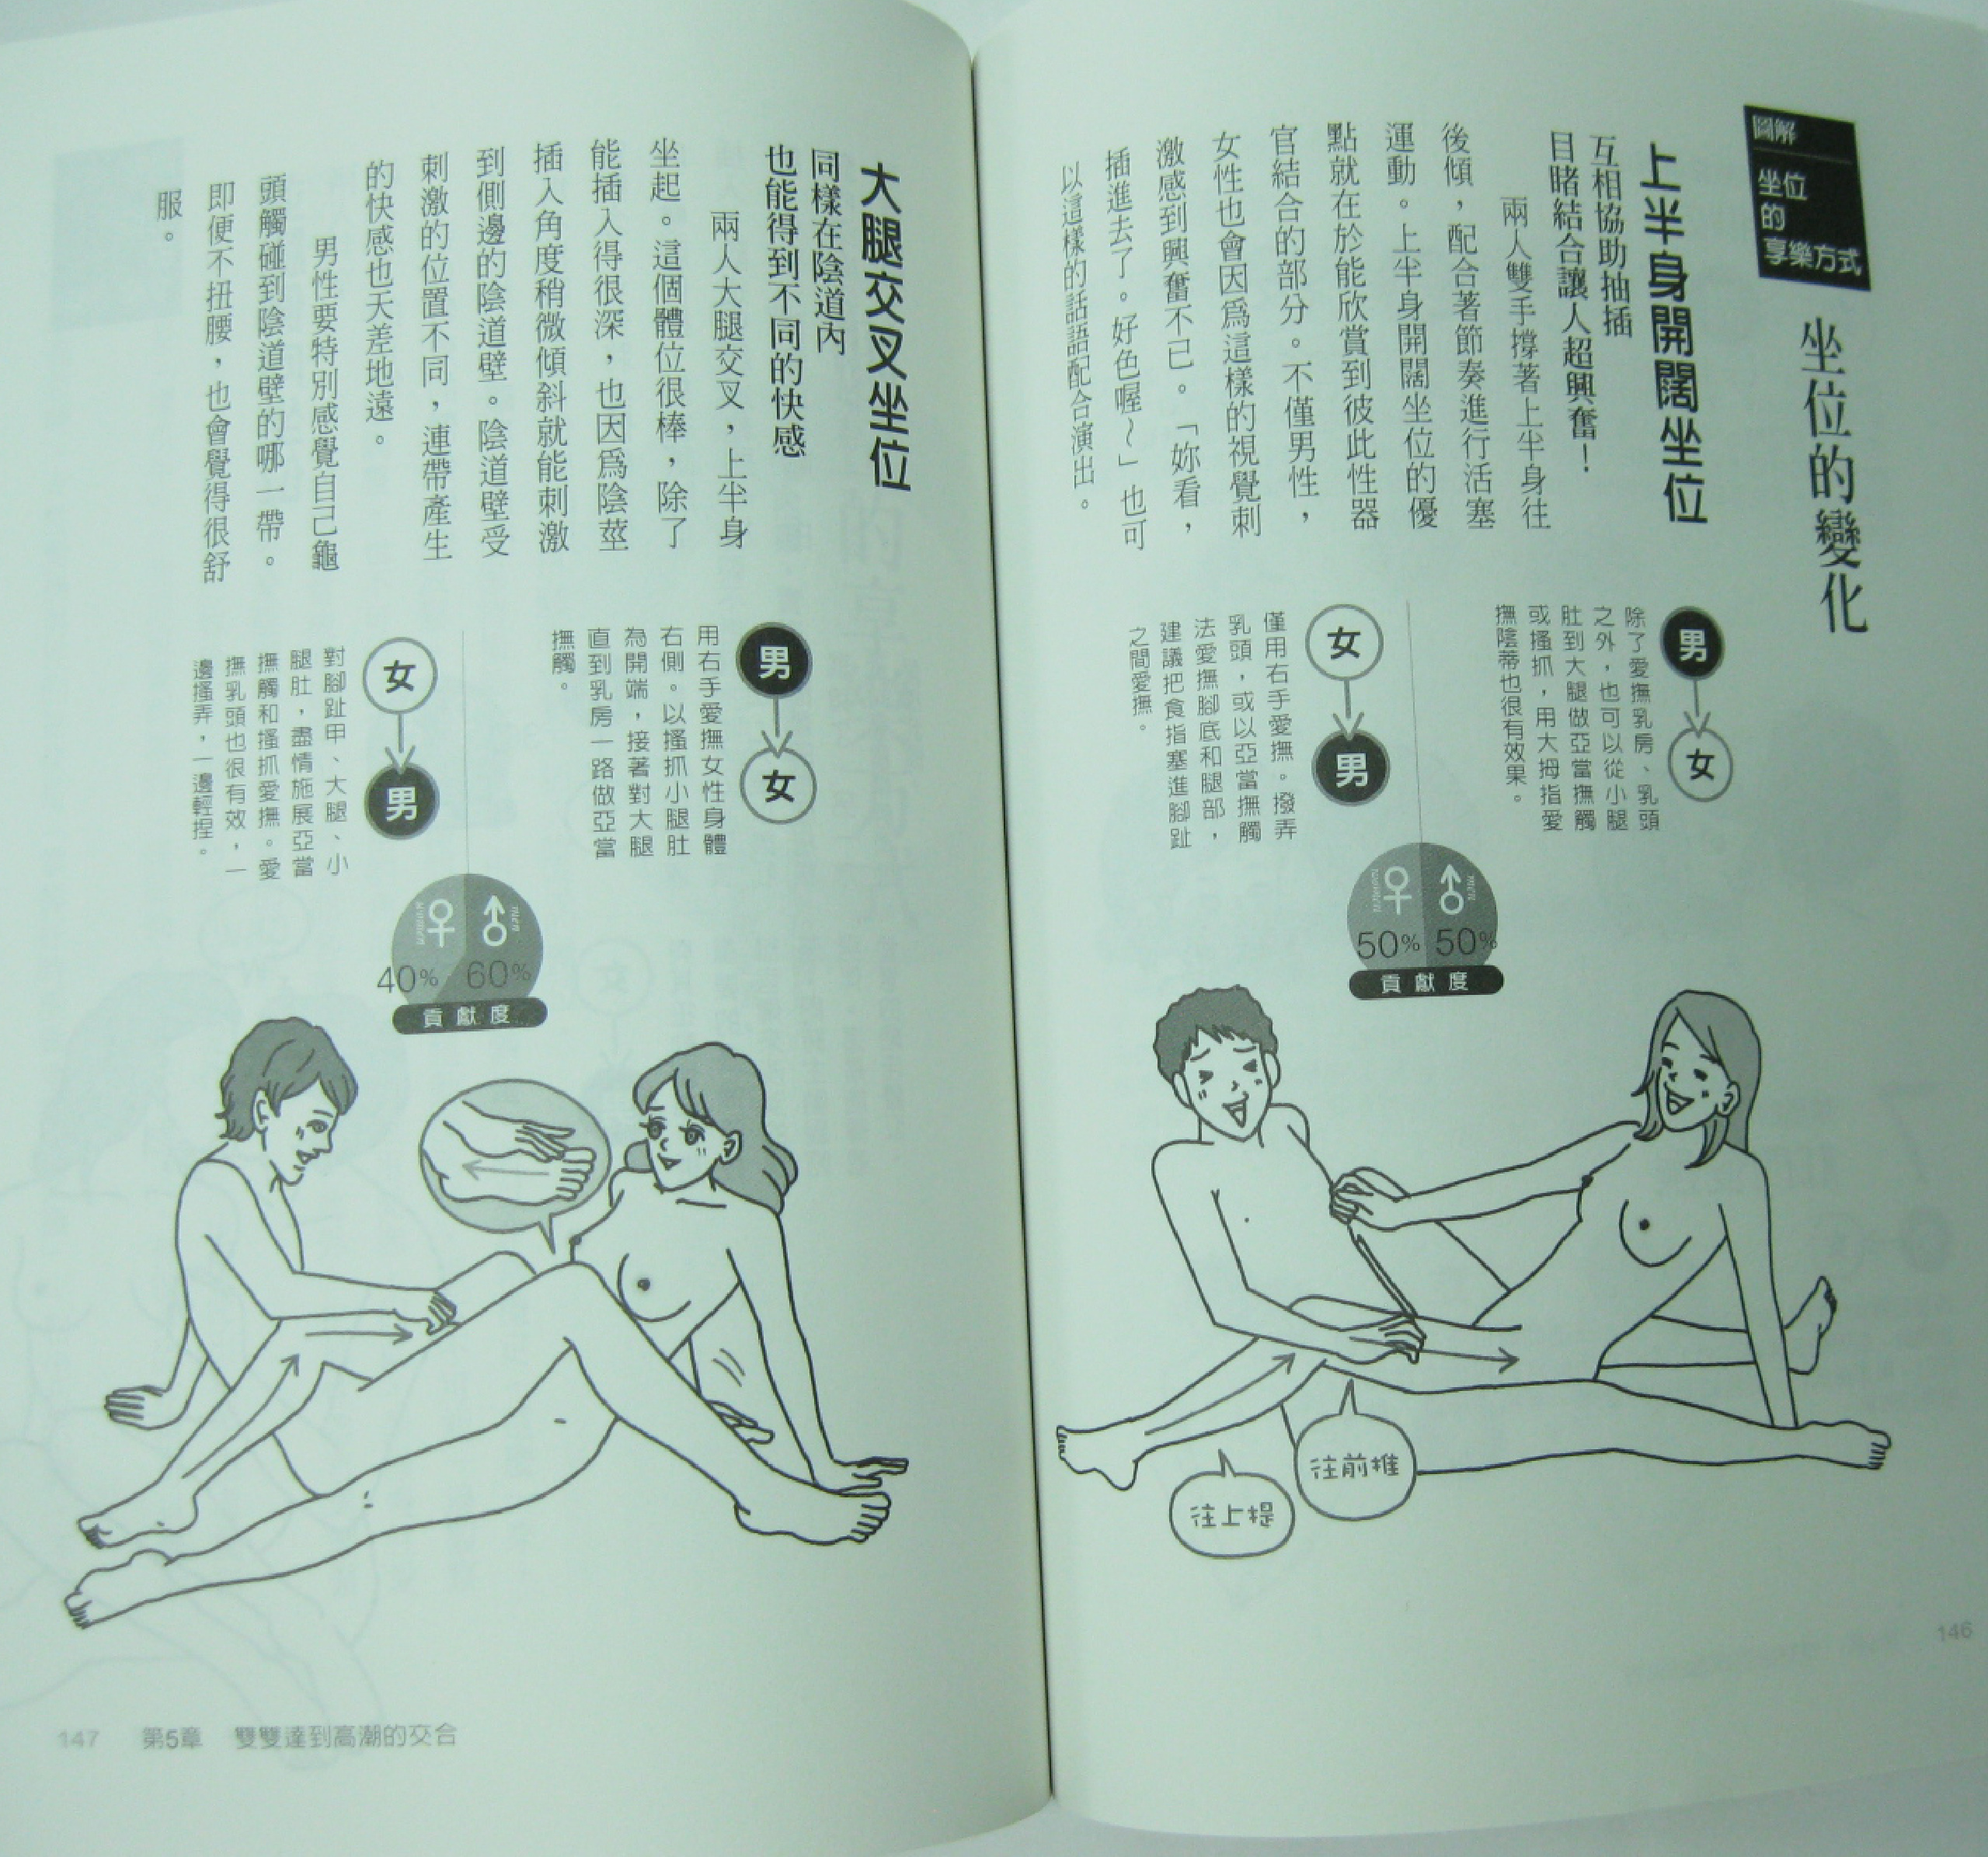 圖解
坐位
的
享樂方式
坐位的變化
上半身開闊坐位
互相協助抽插
目睹結合讓人超興奮！
兩人雙手撐著上半身往
後傾，配合著節奏進行活塞
運動。上半身開闊坐位的優
點就在於能欣賞到彼此性器
官結合的部分。不僅男性，
女性也會因為這樣的視覺刺
激感到興奮不已。「妳看，
插進去了。好色喔～」也可
以這樣的話語配合演出。
男
女
除了愛撫乳房、乳頭
之外，也可以從小腿
肚到大腿做亞當撫觸
或搔抓，用大拇指愛
撫陰蒂也很有效果。
女
男
僅用右手愛撫。撥弄
乳頭，或以亞當撫觸
法愛撫腳底和腿部，
建議把食指塞進腳趾
之間愛撫。
women
men
50% 50%
貢獻度
往前推
往上提
146
大腿交叉坐位
同樣在陰道內
也能得到不同的快感
兩人大腿交叉，上半身
坐起。這個體位很棒，除了
能插入得很深，也因為陰莖
插入角度稍微傾斜就能刺激
到側邊的陰道壁。陰道壁受
刺激的位置不同，連帶產生
的快感也天差地遠。
男性要特別感覺自己龜
頭觸碰到陰道壁的哪一帶。
即便不扭腰，也會覺得很舒
服。
男
女
用右手愛撫女性身體
右側。以搔抓小腿肚
為開端，接著對大腿
直到乳房一路做亞當
撫觸。
女
男
對腳趾甲、大腿、小
腿肚，盡情施展亞當
撫觸和搔抓愛撫。愛
撫乳頭也很有效，一
邊搔弄，一邊輕捏。
women
men
40% 60%
貢獻度
147 第5章 雙雙達到高潮的交合